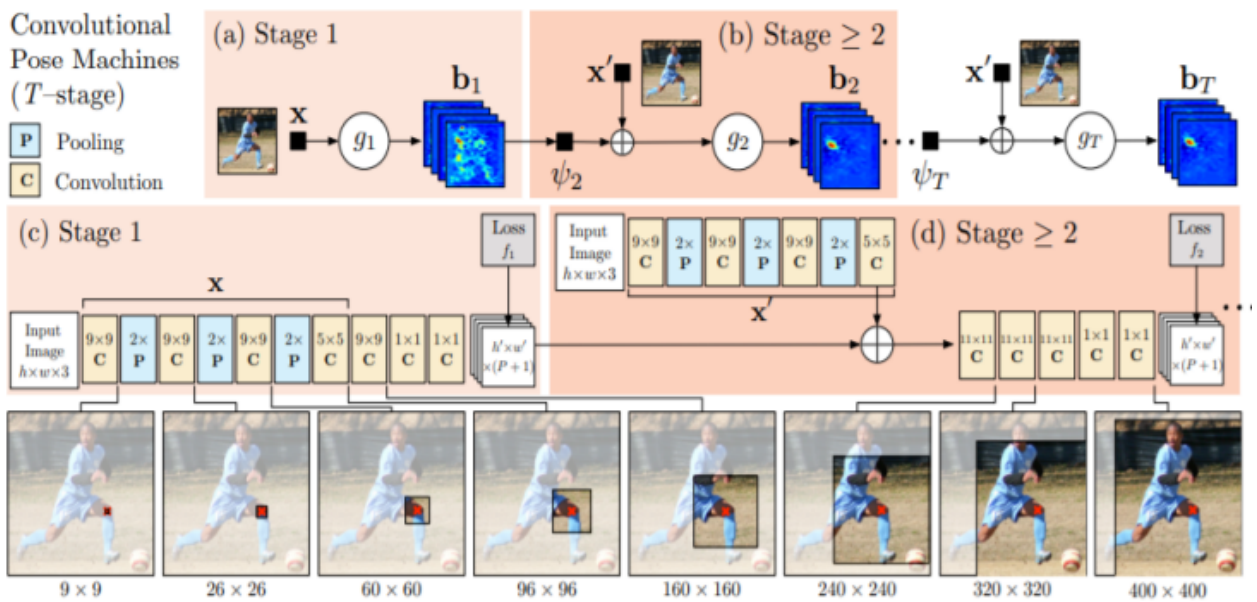 Convolutional
Pose Machines
(T–stage)
P Pooling
C Convolution
(a) Stage 1
x
g₁
b₁
(b) Stage ≥ 2
x′
ψ₂
⊕
g₂
b₂
x′
ψ_T
⊕
g_T
b_T
(c) Stage 1
Loss
f₁
x
Input
Image
h×w×3
9×9 C
2× P
9×9 C
2× P
9×9 C
2× P
5×5 C
9×9 C
1×1 C
1×1 C
h′×w′
×(P+1)
(d) Stage ≥ 2
Input
Image
h×w×3
9×9 C
2× P
9×9 C
2× P
9×9 C
2× P
5×5 C
x′
⊕
11×11 C
11×11 C
11×11 C
1×1 C
1×1 C
Loss
f₂
h′×w′
×(P+1)
9 × 9
26 × 26
60 × 60
96 × 96
160 × 160
240 × 240
320 × 320
400 × 400